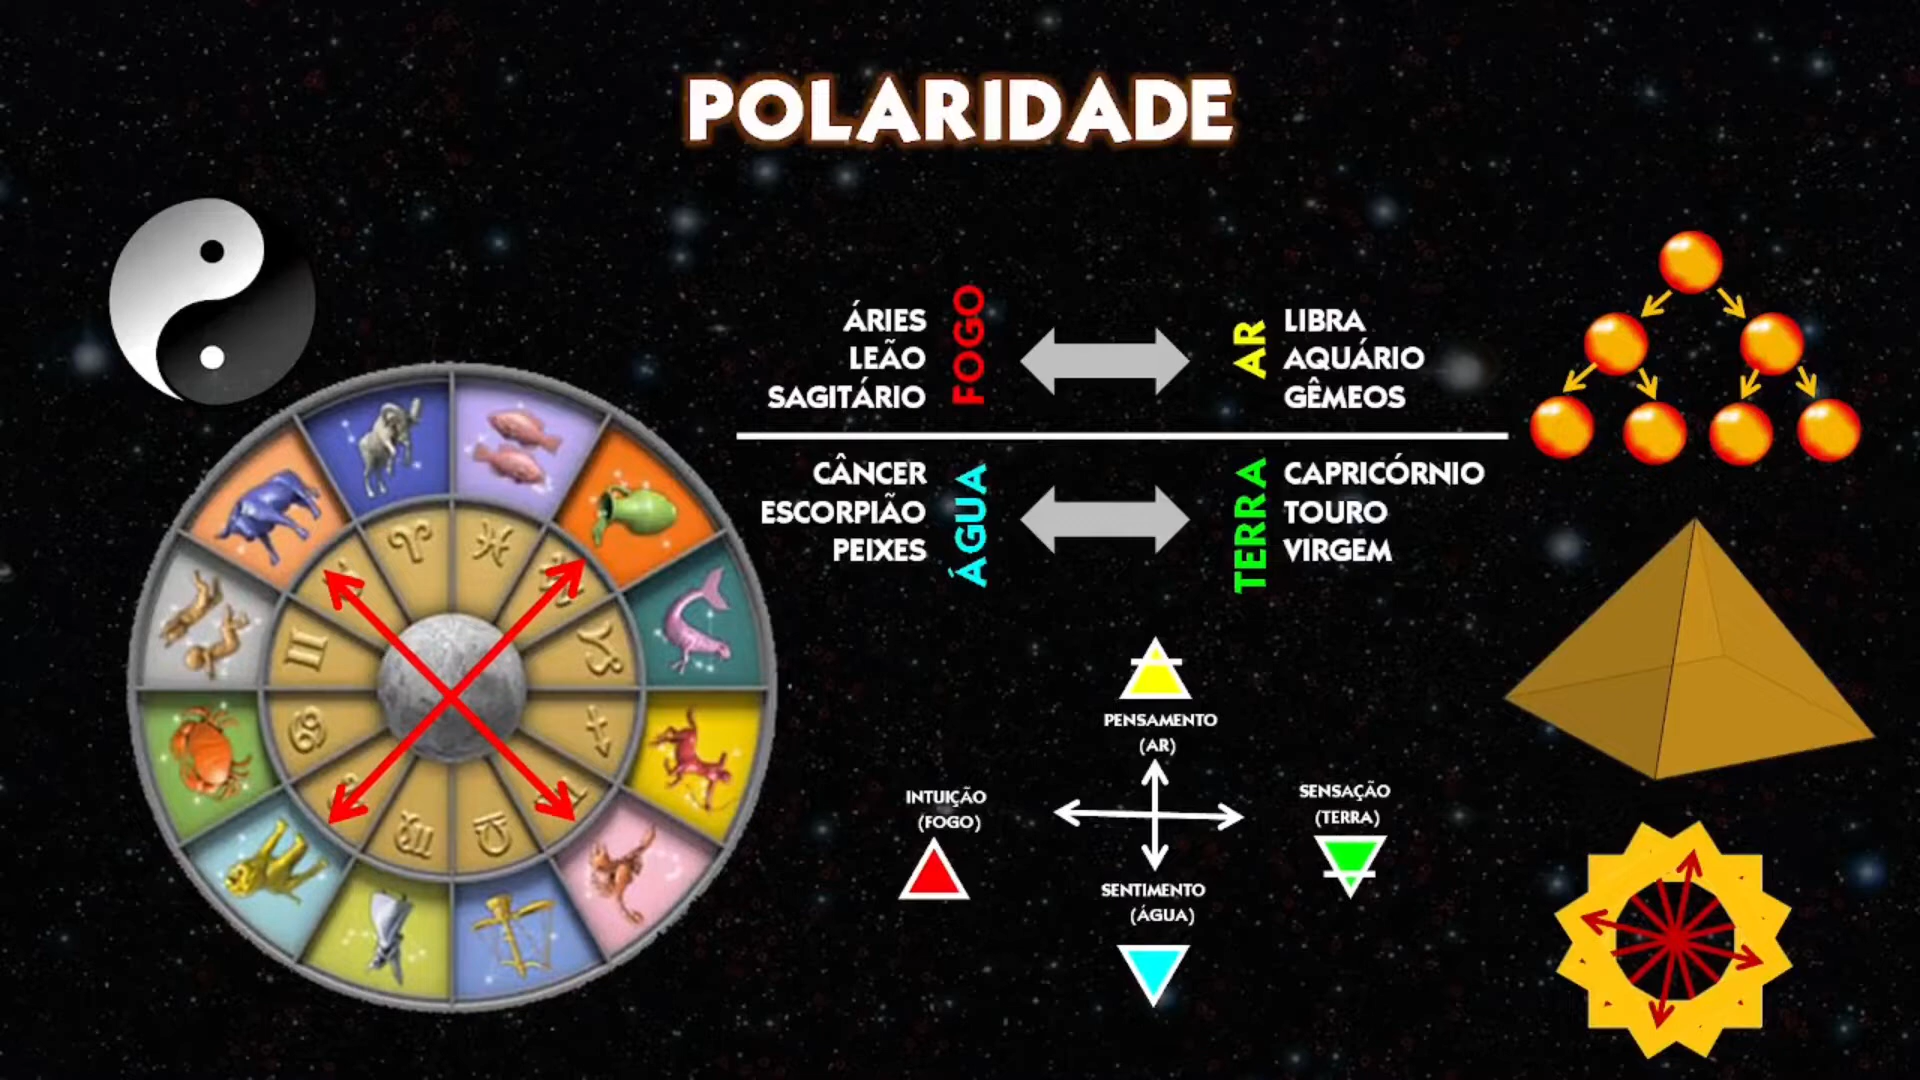 POLARIDADE
ÁRIES
LEÃO
SAGITÁRIO
FOGO
AR
LIBRA
AQUÁRIO
GÊMEOS
CÂNCER
ESCORPIÃO
PEIXES
ÁGUA
TERRA
CAPRICÓRNIO
TOURO
VIRGEM
PENSAMENTO
(AR)
INTUIÇÃO
(FOGO)
SENSAÇÃO
(TERRA)
SENTIMENTO
(ÁGUA)